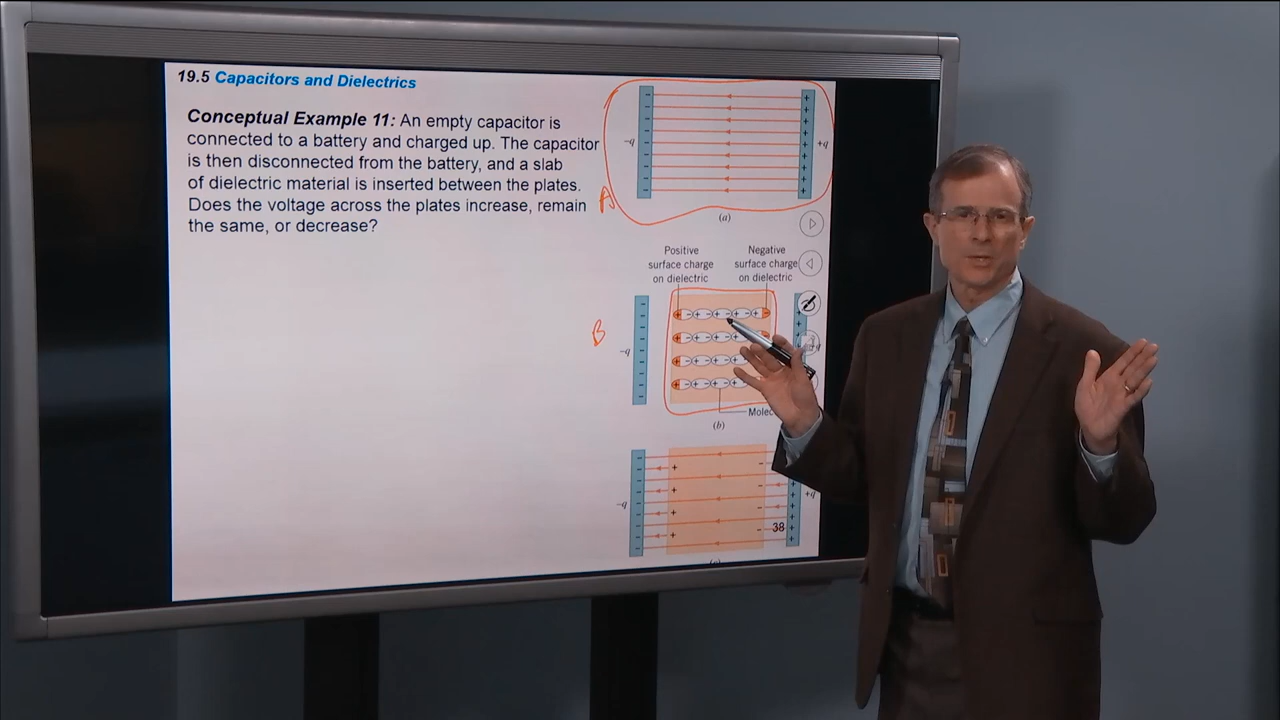 19.5 Capacitors and Dielectrics
Conceptual Example 11: An empty capacitor is
connected to a battery and charged up. The capacitor
is then disconnected from the battery, and a slab
of dielectric material is inserted between the plates.
Does the voltage across the plates increase, remain
the same, or decrease?
-q
+q
A
(a)
Positive
surface charge
on dielectric
Negative
surface charge
on dielectric
B
-q
Molec
(b)
-q
+q
38